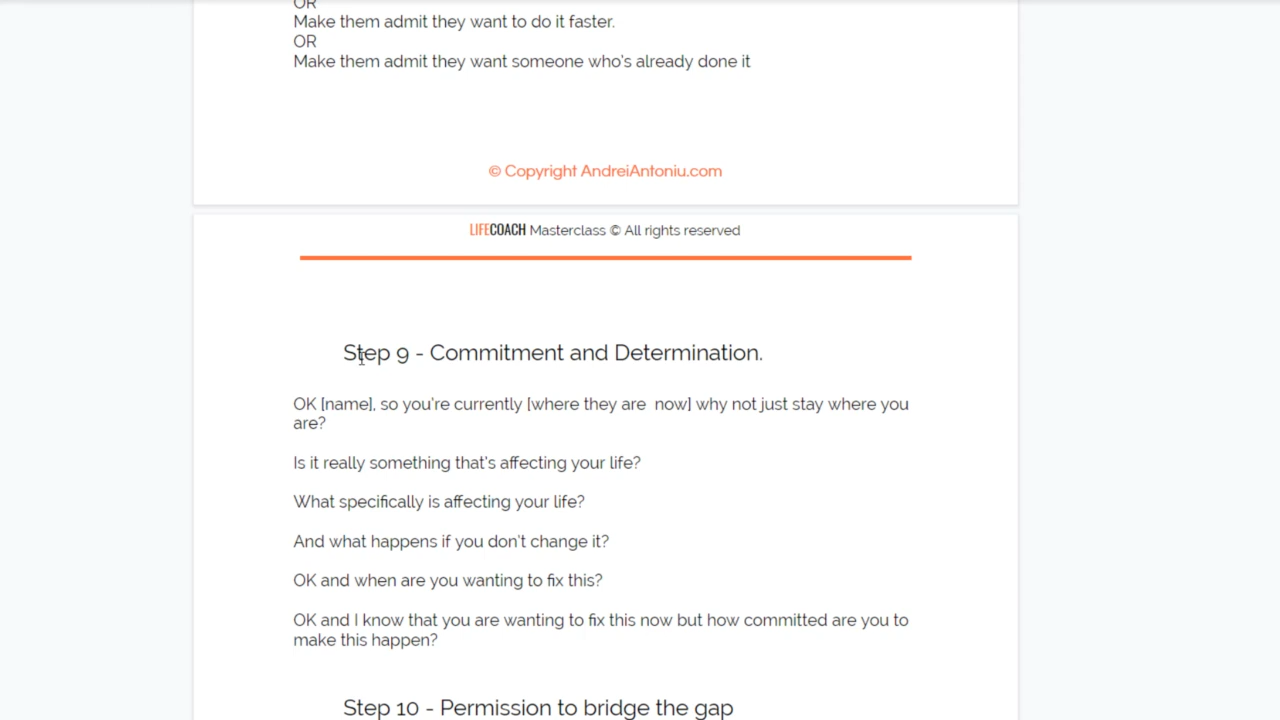 OR
Make them admit they want to do it faster.
OR
Make them admit they want someone who's already done it
© Copyright AndreiAntoniu.com
LIFECOACH Masterclass © All rights reserved
Step 9 - Commitment and Determination.
OK [name], so you're currently [where they are  now] why not just stay where you
are?
Is it really something that's affecting your life?
What specifically is affecting your life?
And what happens if you don't change it?
OK and when are you wanting to fix this?
OK and I know that you are wanting to fix this now but how committed are you to
make this happen?
Step 10 - Permission to bridge the gap